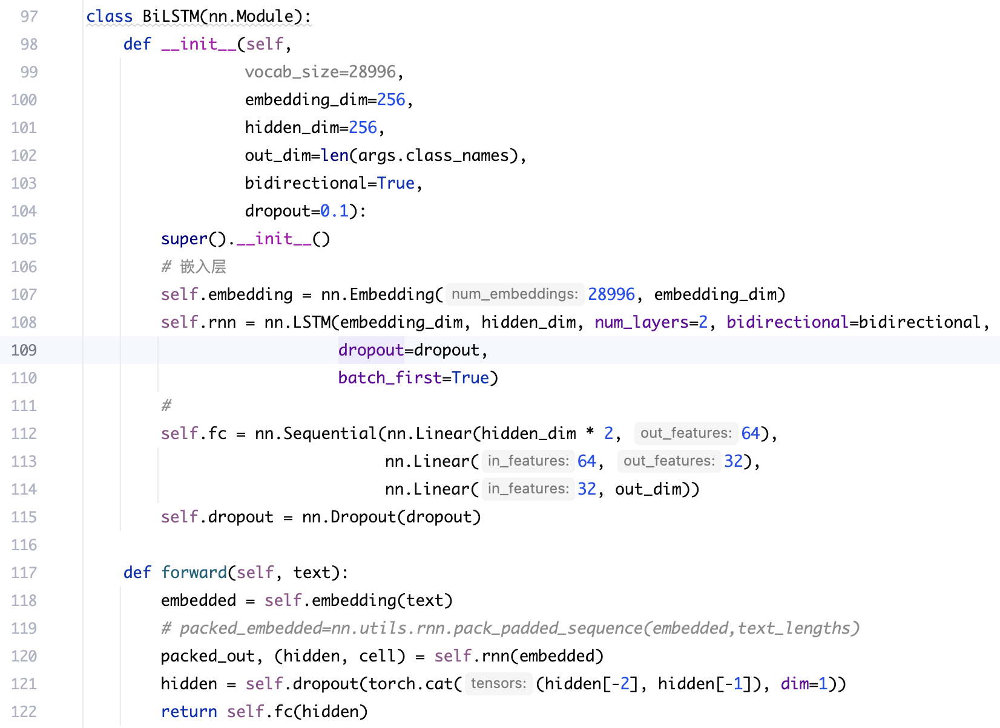 97 class BiLSTM(nn.Module):
98 def __init__(self,
99 vocab_size=28996,
100 embedding_dim=256,
101 hidden_dim=256,
102 out_dim=len(args.class_names),
103 bidirectional=True,
104 dropout=0.1):
105 super().__init__()
106 # 嵌入层
107 self.embedding = nn.Embedding( num_embeddings: 28996, embedding_dim)
108 self.rnn = nn.LSTM(embedding_dim, hidden_dim, num_layers=2, bidirectional=bidirectional,
109 dropout=dropout,
110 batch_first=True)
111 #
112 self.fc = nn.Sequential(nn.Linear(hidden_dim * 2, out_features: 64),
113 nn.Linear( in_features: 64, out_features: 32),
114 nn.Linear( in_features: 32, out_dim))
115 self.dropout = nn.Dropout(dropout)
116
117 def forward(self, text):
118 embedded = self.embedding(text)
119 # packed_embedded=nn.utils.rnn.pack_padded_sequence(embedded,text_lengths)
120 packed_out, (hidden, cell) = self.rnn(embedded)
121 hidden = self.dropout(torch.cat( tensors: (hidden[-2], hidden[-1]), dim=1))
122 return self.fc(hidden)